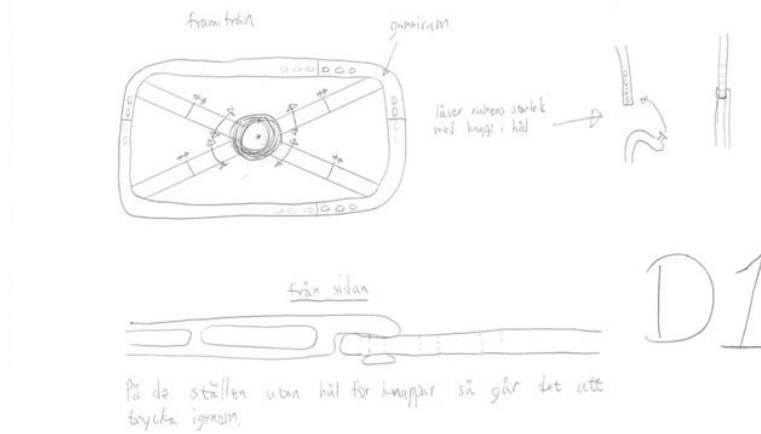 framifrån
gummiram
låser ramens storlek
med knapp i hål
från sidan
D1
På de ställen utan hål för knappar så går det att
trycka igenom.